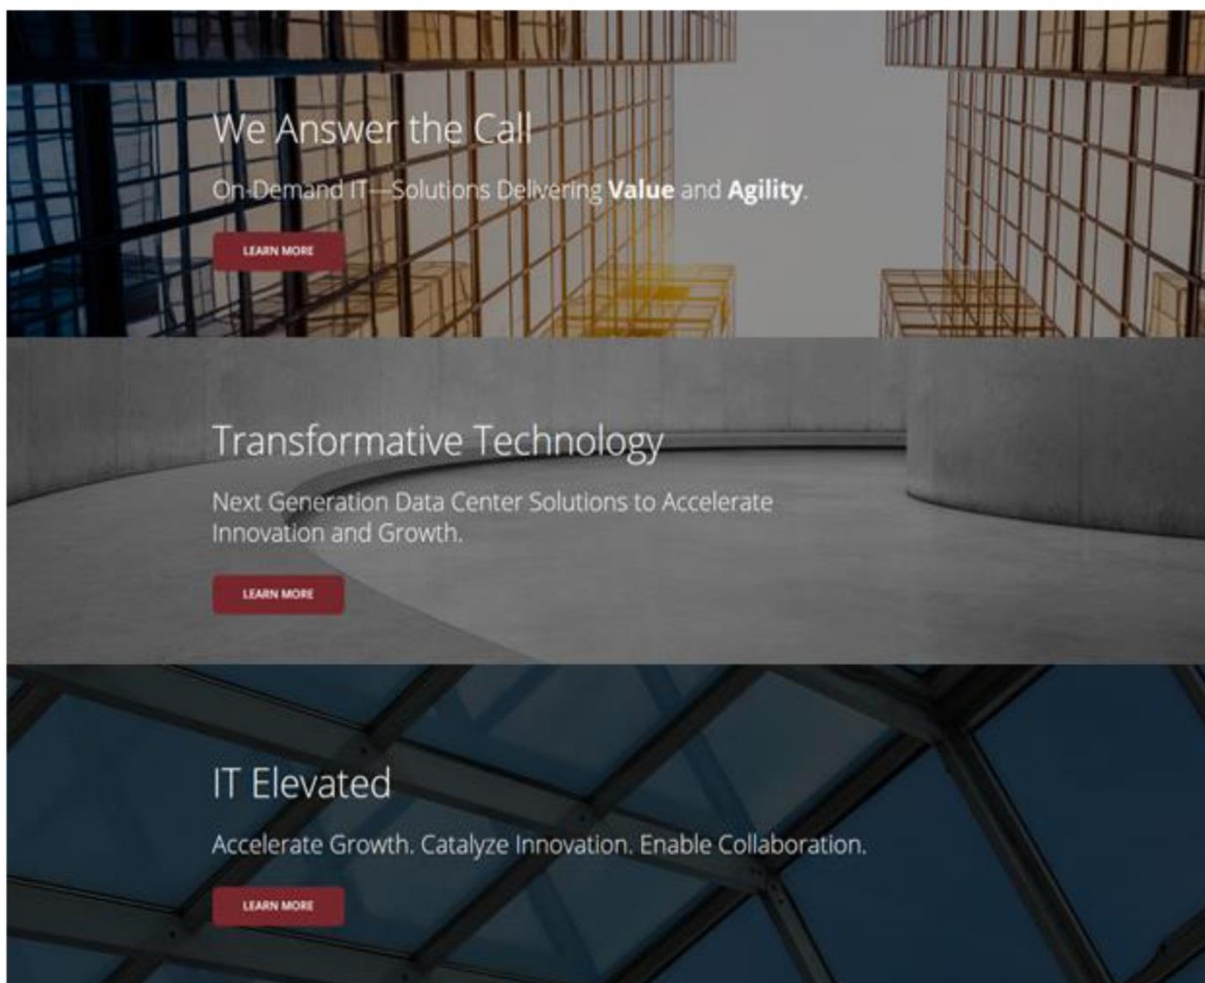 We Answer the Call
On-Demand IT—Solutions Delivering Value and Agility.
LEARN MORE
Transformative Technology
Next Generation Data Center Solutions to Accelerate
Innovation and Growth.
LEARN MORE
IT Elevated
Accelerate Growth. Catalyze Innovation. Enable Collaboration.
LEARN MORE